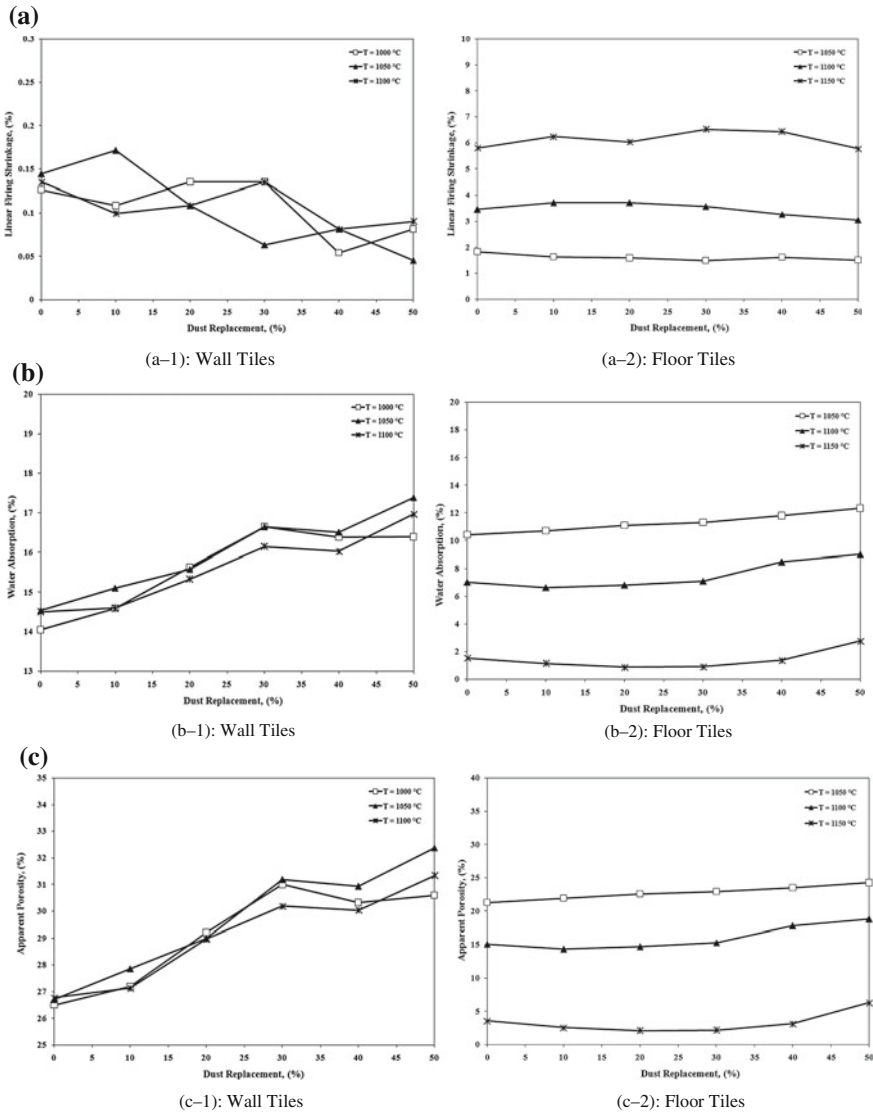 (a)
0.3
0.25
0.2
0.15
0.1
0.05
0
Linear Firing Shrinkage, (%)
T = 1000 °C
T = 1050 °C
T = 1100 °C
0 5 10 15 20 25 30 35 40 45 50
Dust Replacement, (%)
(a–1): Wall Tiles
10
9
8
7
6
5
4
3
2
1
0
Linear Firing Shrinkage, (%)
T = 1050 °C
T = 1100 °C
T = 1150 °C
0 5 10 15 20 25 30 35 40 45 50
Dust Replacement, (%)
(a–2): Floor Tiles
(b)
20
19
18
17
16
15
14
13
Water Absorption, (%)
T = 1000 °C
T = 1050 °C
T = 1100 °C
0 5 10 15 20 25 30 35 40 45 50
Dust Replacement, (%)
(b–1): Wall Tiles
20
18
16
14
12
10
8
6
4
2
0
Water Absorption, (%)
T = 1050 °C
T = 1100 °C
T = 1150 °C
0 5 10 15 20 25 30 35 40 45 50
Dust Replacement, (%)
(b–2): Floor Tiles
(c)
35
34
33
32
31
30
29
28
27
26
25
Apparent Porosity, (%)
T = 1000 °C
T = 1050 °C
T = 1100 °C
0 5 10 15 20 25 30 35 40 45 50
Dust Replacement, (%)
(c–1): Wall Tiles
40
35
30
25
20
15
10
5
0
Apparent Porosity, (%)
T = 1050 °C
T = 1100 °C
T = 1150 °C
0 5 10 15 20 25 30 35 40 45 50
Dust Replacement, (%)
(c–2): Floor Tiles